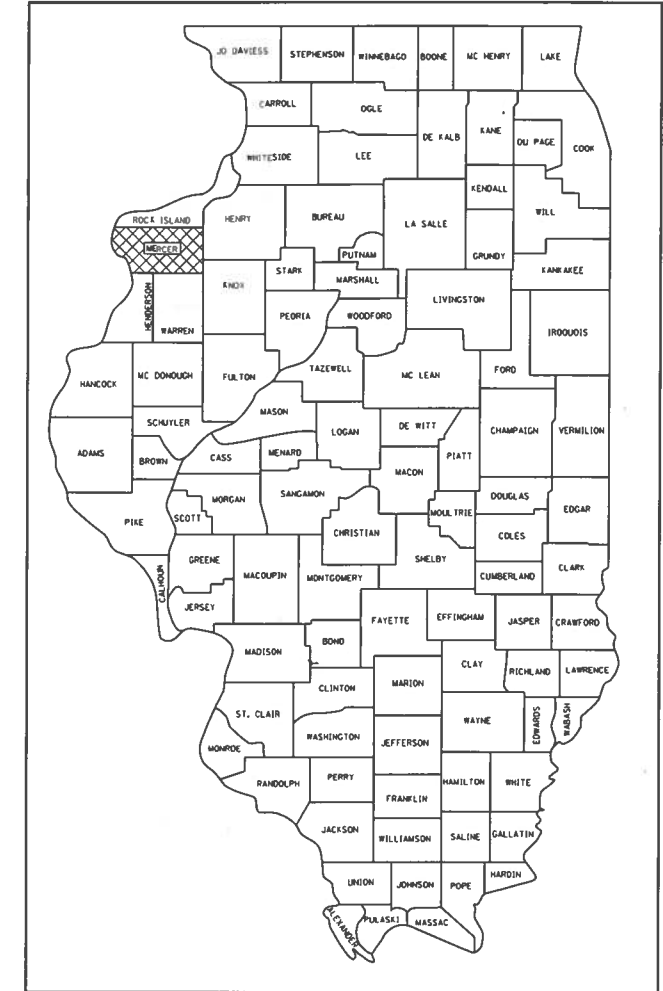 JO DAVIESS STEPHENSON WINNEBAGO BOONE MC HENRY LAKE
CARROLL OGLE DE KALB KANE DU PAGE COOK
WHITESIDE LEE KENDALL WILL
ROCK ISLAND HENRY BUREAU LA SALLE GRUNDY
MERCER PUTNAM KANKAKEE
HENDERSON WARREN KNOX STARK MARSHALL LIVINGSTON IROQUOIS
PEORIA WOODFORD
HANCOCK MC DONOUGH FULTON TAZEWELL MC LEAN FORD
MASON
SCHUYLER LOGAN DE WITT CHAMPAIGN VERMILION
ADAMS BROWN CASS MENARD PIATT
MACON
MORGAN SANGAMON DOUGLAS EDGAR
PIKE SCOTT CHRISTIAN MOULTRIE COLES
SHELBY
GREENE MACOUPIN MONTGOMERY CUMBERLAND CLARK
CALHOUN JERSEY FAYETTE EFFINGHAM JASPER CRAWFORD
MADISON BOND
CLAY RICHLAND LAWRENCE
CLINTON MARION
ST. CLAIR WAYNE EDWARDS WABASH
MONROE WASHINGTON JEFFERSON
RANDOLPH PERRY HAMILTON WHITE
FRANKLIN
JACKSON WILLIAMSON SALINE GALLATIN
UNION JOHNSON POPE HARDIN
ALEXANDER PULASKI MASSAC